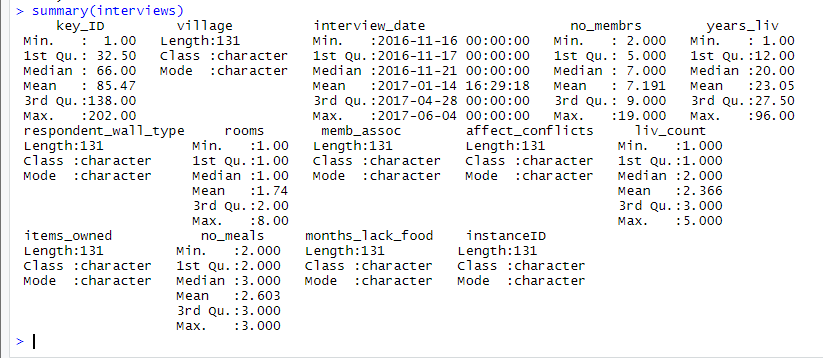 > summary(interviews)
     key_ID         village          interview_date                  no_membrs        years_liv    
 Min.   :  1.00   Length:131         Min.   :2016-11-16 00:00:00   Min.   : 2.000   Min.   : 1.00  
 1st Qu.: 32.50   Class :character   1st Qu.:2016-11-17 00:00:00   1st Qu.: 5.000   1st Qu.:12.00  
 Median : 66.00   Mode  :character   Median :2016-11-21 00:00:00   Median : 7.000   Median :20.00  
 Mean   : 85.47                      Mean   :2017-01-14 16:29:18   Mean   : 7.191   Mean   :23.05  
 3rd Qu.:138.00                      3rd Qu.:2017-04-28 00:00:00   3rd Qu.: 9.000   3rd Qu.:27.50  
 Max.   :202.00                      Max.   :2017-06-04 00:00:00   Max.   :19.000   Max.   :96.00  
 respondent_wall_type     rooms       memb_assoc        affect_conflicts     liv_count    
 Length:131           Min.   :1.00   Length:131         Length:131         Min.   :1.000  
 Class :character     1st Qu.:1.00   Class :character   Class :character   1st Qu.:1.000  
 Mode  :character     Median :1.00   Mode  :character   Mode  :character   Median :2.000  
                      Mean   :1.74                                         Mean   :2.366  
                      3rd Qu.:2.00                                         3rd Qu.:3.000  
                      Max.   :8.00                                         Max.   :5.000  
 items_owned           no_meals     months_lack_food    instanceID       
 Length:131         Min.   :2.000   Length:131         Length:131        
 Class :character   1st Qu.:2.000   Class :character   Class :character  
 Mode  :character   Median :3.000   Mode  :character   Mode  :character  
                    Mean   :2.603                                        
                    3rd Qu.:3.000                                        
                    Max.   :3.000                                        
>